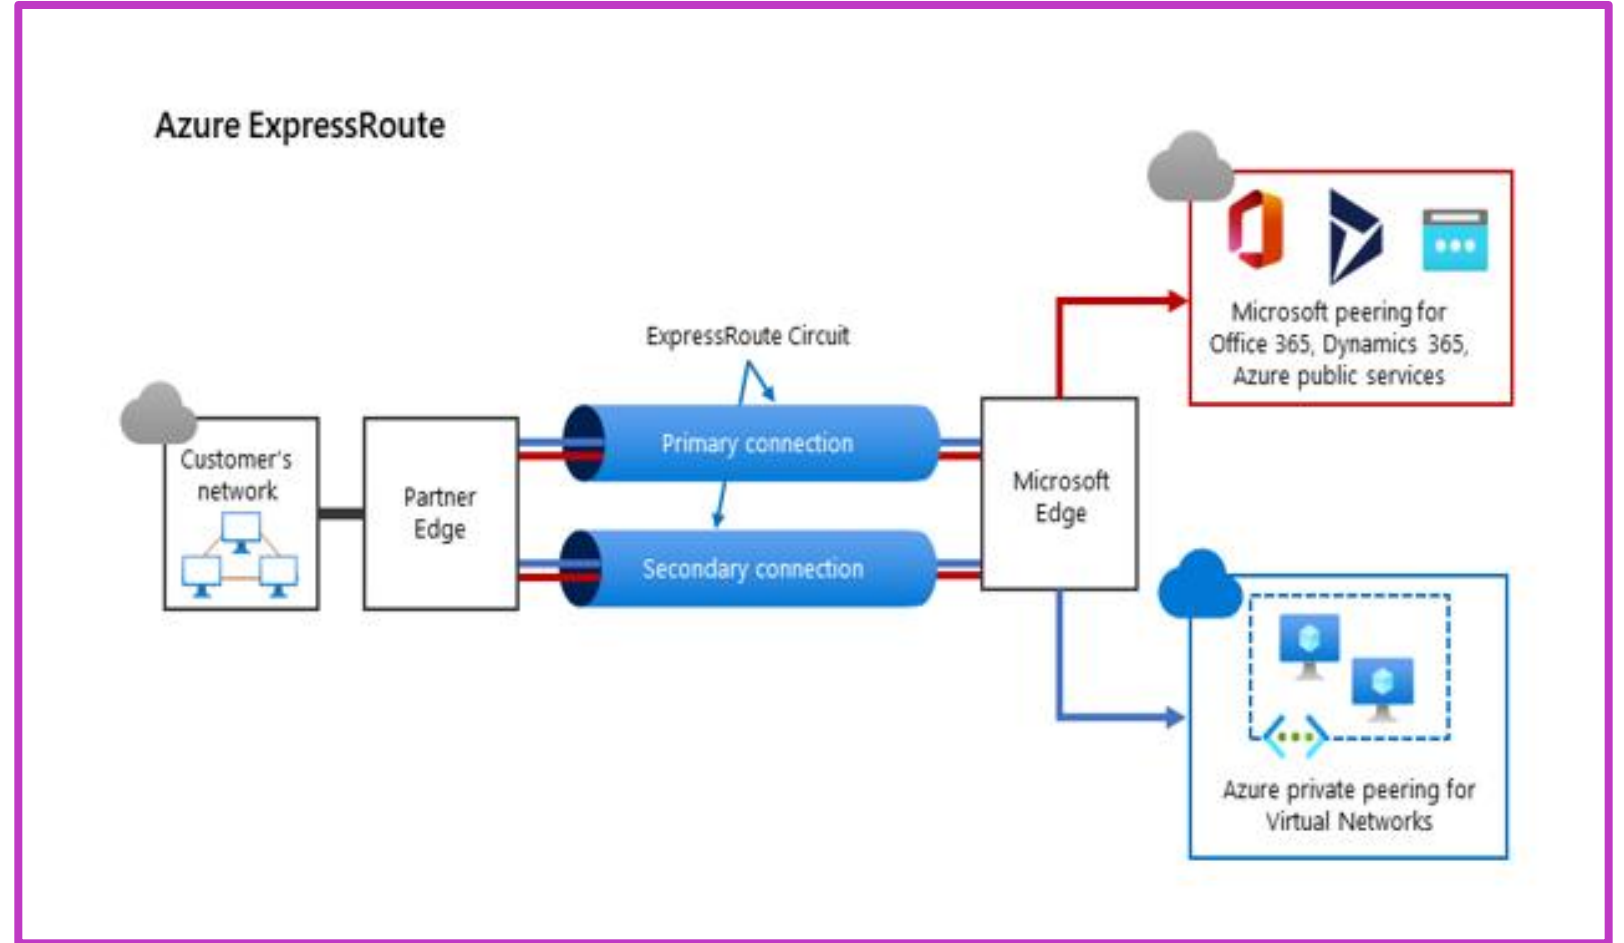 Azure ExpressRoute
Microsoft peering for
Office 365, Dynamics 365,
Azure public services
ExpressRoute Circuit
Customer's
network
Partner
Edge
Primary connection
Secondary connection
Microsoft
Edge
Azure private peering for
Virtual Networks